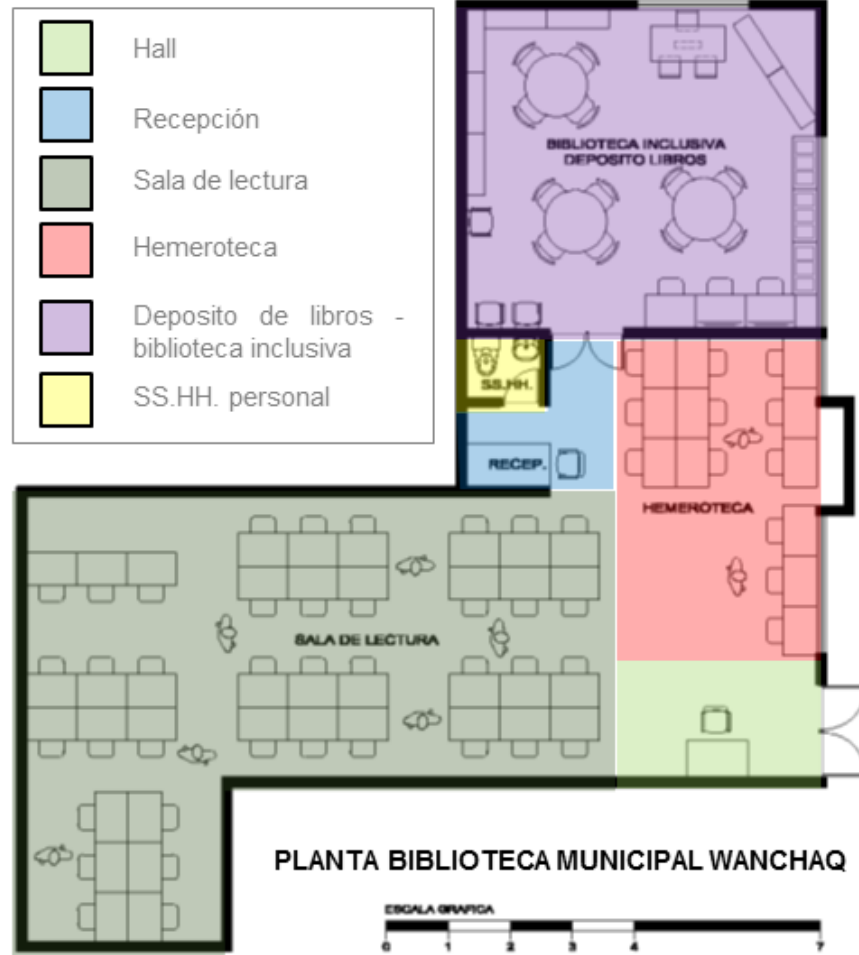 Hall
Recepción
Sala de lectura
Hemeroteca
Deposito de libros -
biblioteca inclusiva
SS.HH. personal
BIBLIOTECA INCLUSIVA
DEPOSITO LIBROS
SS.HH.
RECEP.
HEMEROTECA
SALA DE LECTURA
PLANTA BIBLIOTECA MUNICIPAL WANCHAQ
ESCALA GRAFICA
0 1 2 3 4 7